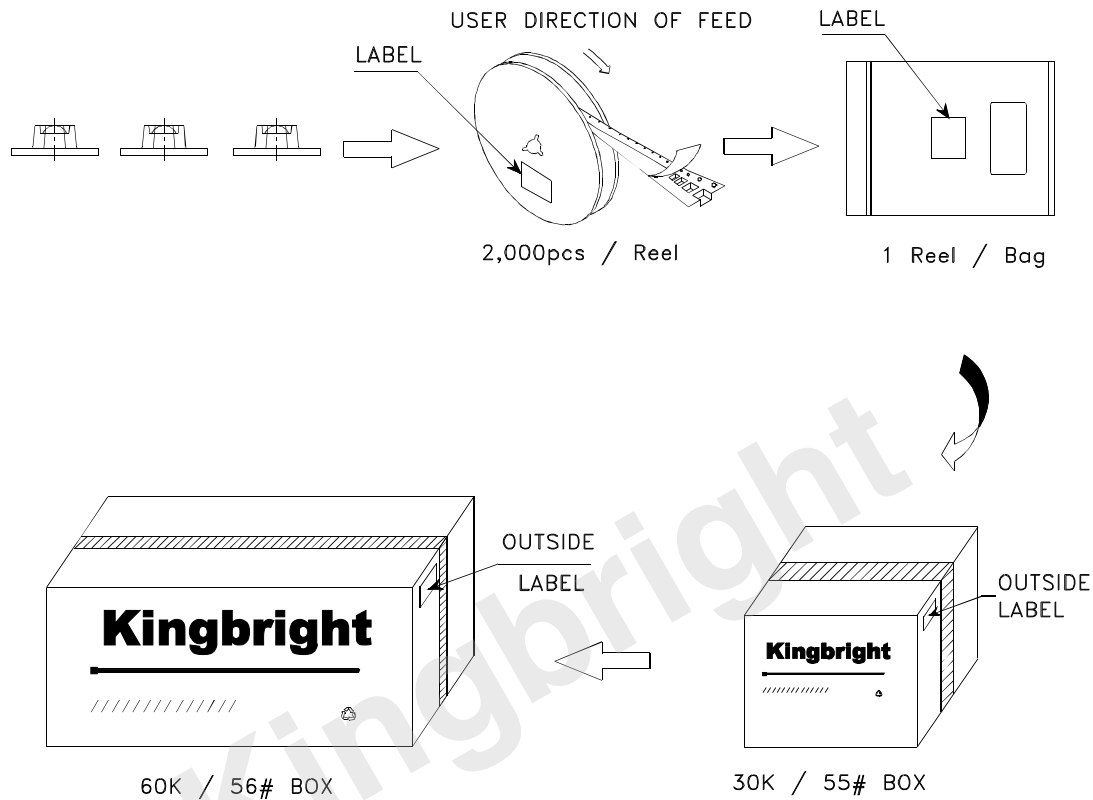 USER DIRECTION OF FEED
LABEL
LABEL
2,000pcs / Reel
1 Reel / Bag
OUTSIDE
LABEL
OUTSIDE
LABEL
Kingbright
Kingbright
60K / 56# BOX
30K / 55# BOX
Kingbright